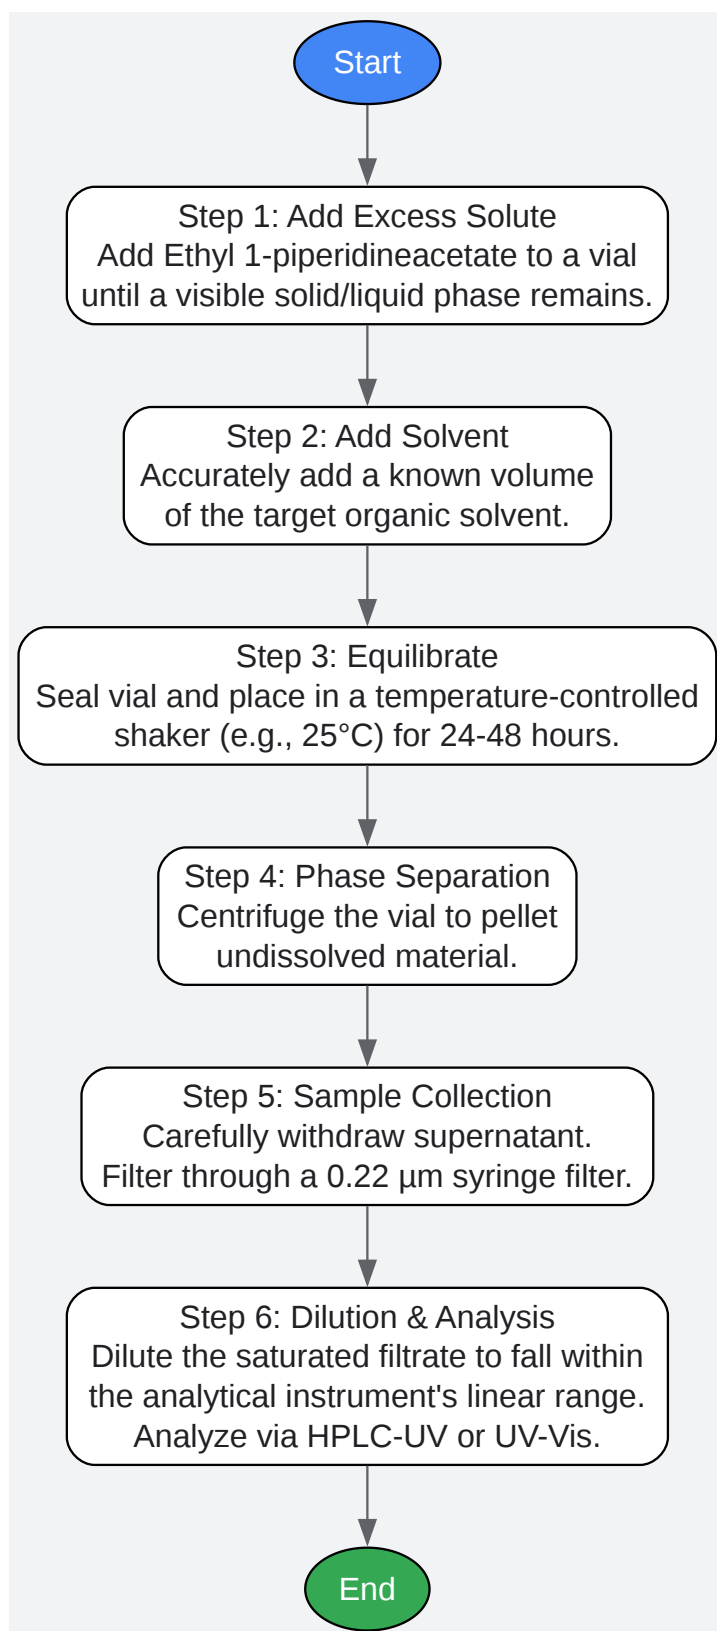 Start
Step 1: Add Excess Solute
Add Ethyl 1-piperidineacetate to a vial
until a visible solid/liquid phase remains.
Step 2: Add Solvent
Accurately add a known volume
of the target organic solvent.
Step 3: Equilibrate
Seal vial and place in a temperature-controlled
shaker (e.g., 25°C) for 24-48 hours.
Step 4: Phase Separation
Centrifuge the vial to pellet
undissolved material.
Step 5: Sample Collection
Carefully withdraw supernatant.
Filter through a 0.22 µm syringe filter.
Step 6: Dilution & Analysis
Dilute the saturated filtrate to fall within
the analytical instrument's linear range.
Analyze via HPLC-UV or UV-Vis.
End